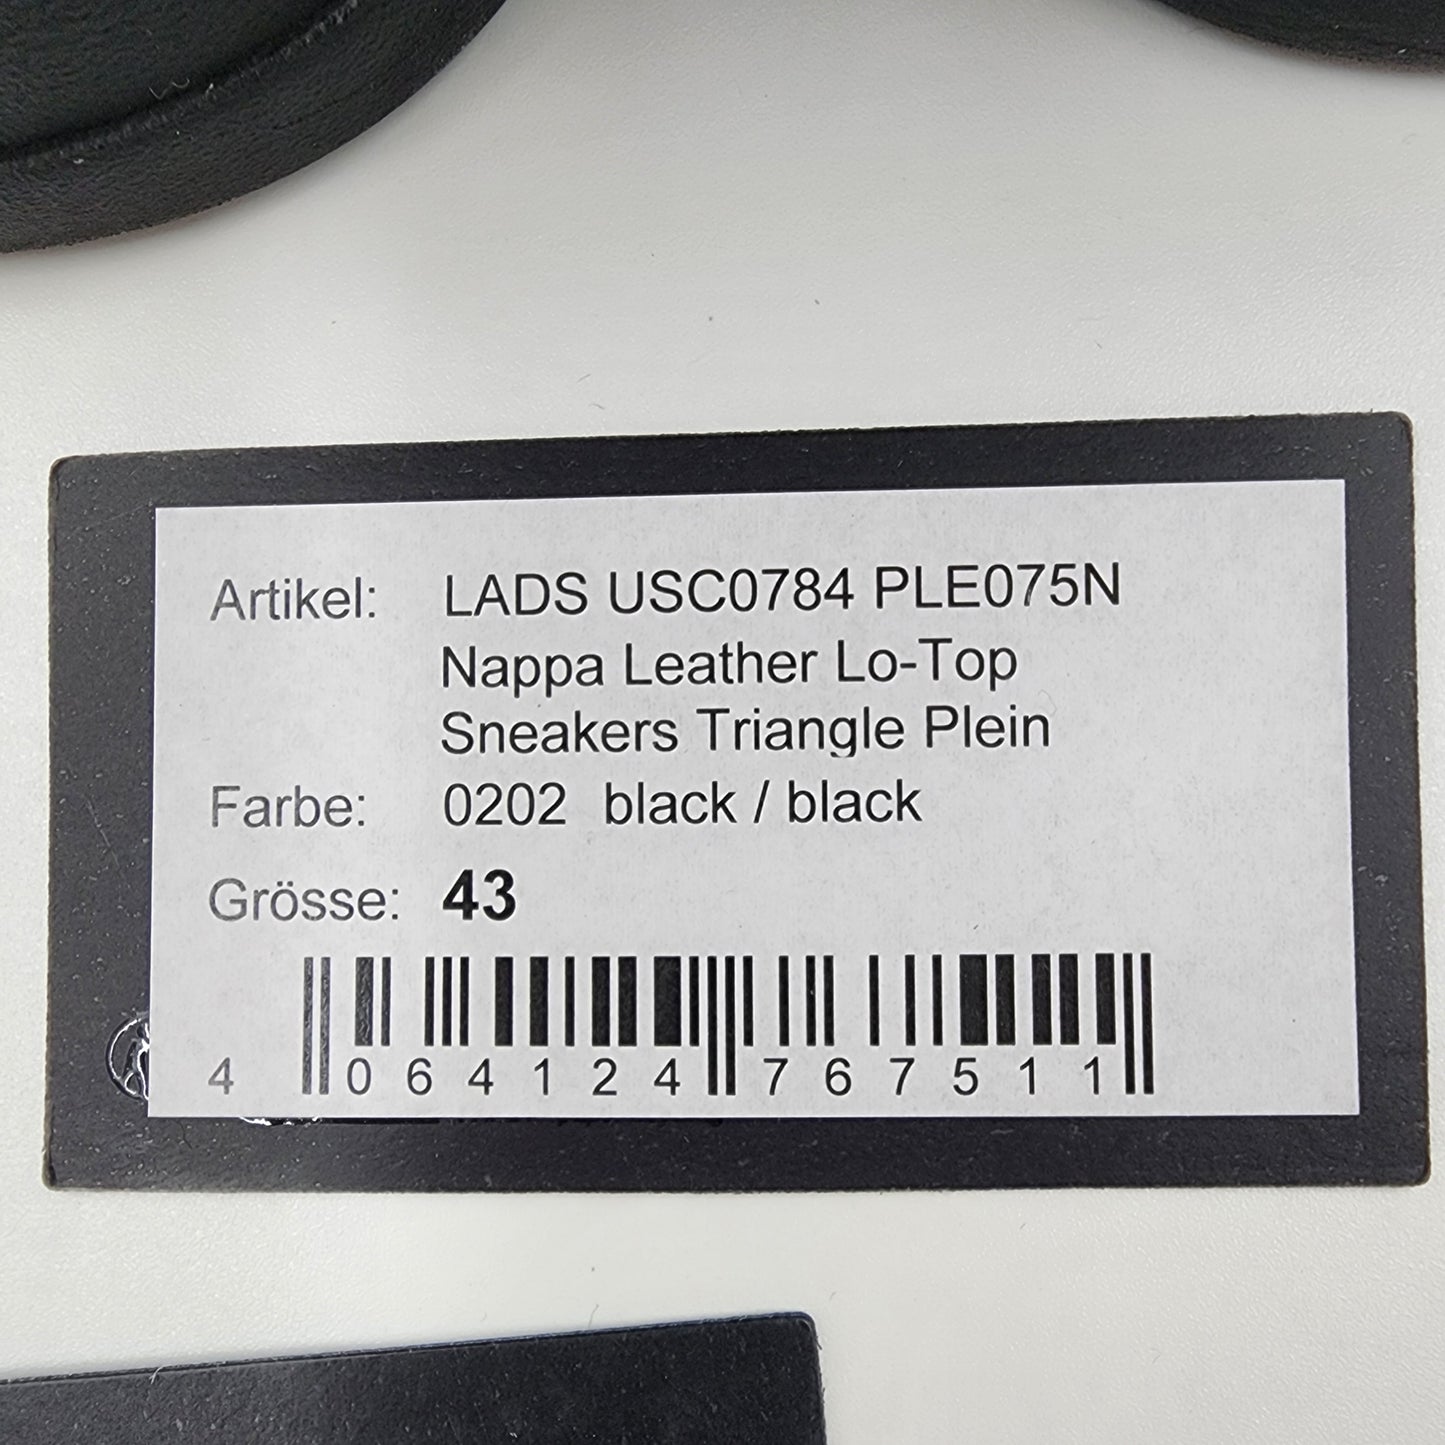 Artikel: LADS USC0784 PLE075N
Nappa Leather Lo-Top
Sneakers Triangle Plein
Farbe: 0202 black / black
Grösse: 43
4 064124 767511